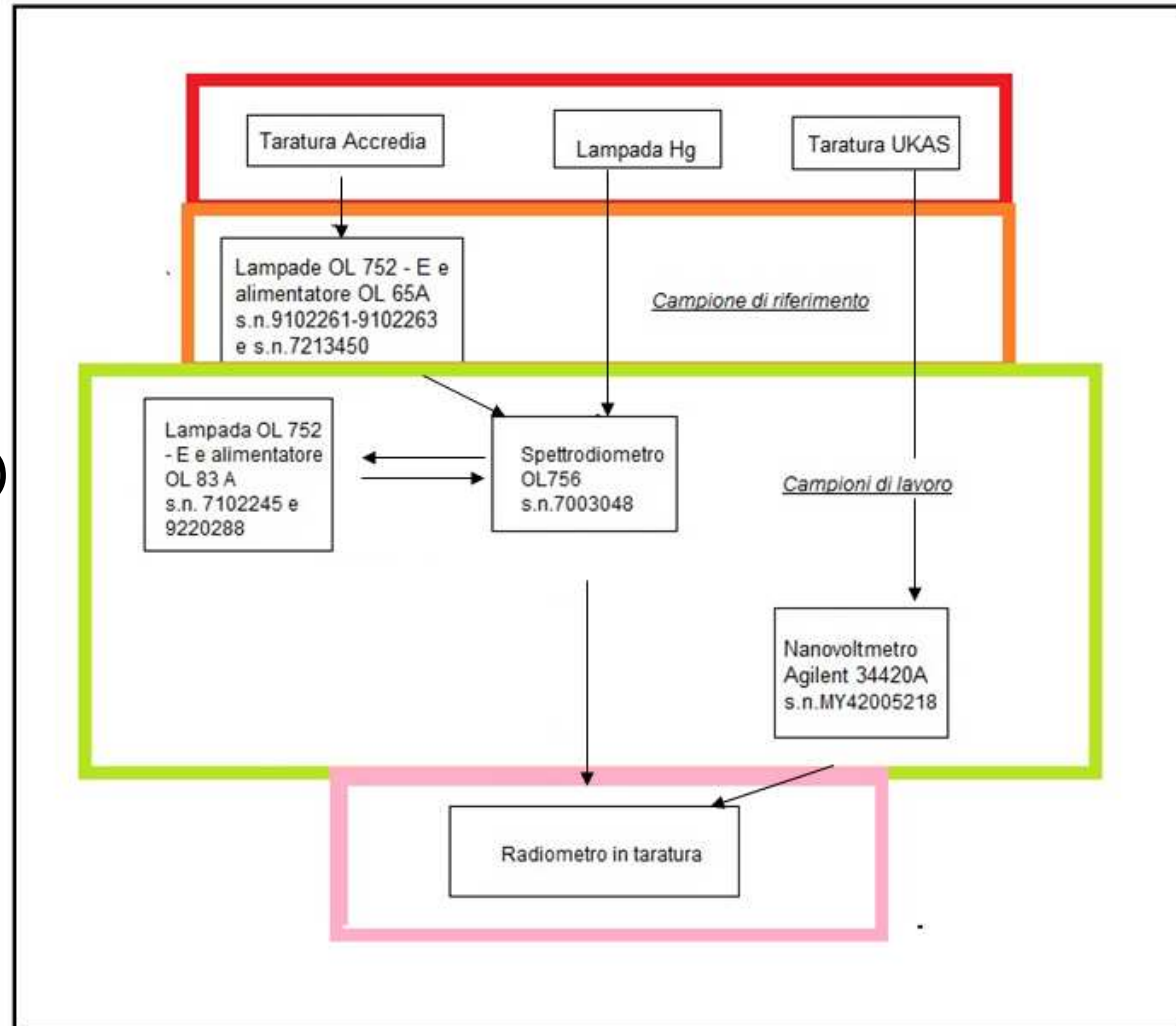 Taratura Accredia
Lampada Hg
Taratura UKAS
Lampade OL 752 - E e
alimentatore OL 65A
s.n.9102261-9102263
e s.n.7213450
Campione di riferimento
Lampada OL 752
- E e alimentatore
OL 83 A
s.n. 7102245 e
9220288
Spettrodiometro
OL756
s.n.7003048
Campioni di lavoro
Nanovoltmetro
Agilent 34420A
s.n.MY42005218
Radiometro in taratura